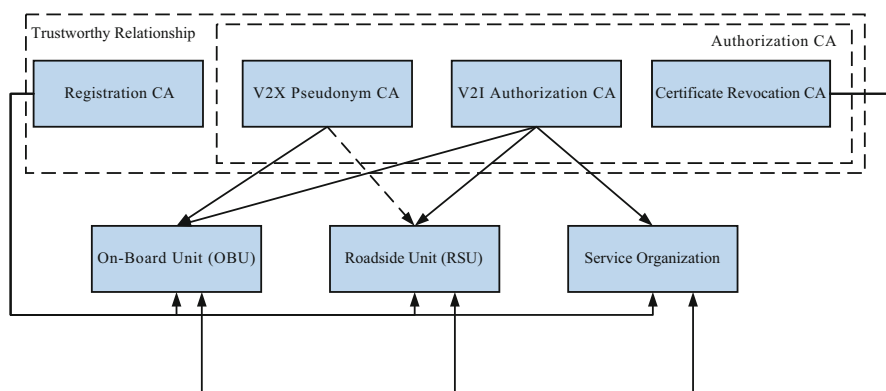 Trustworthy Relationship
Authorization CA
Registration CA
V2X Pseudonym CA
V2I Authorization CA
Certificate Revocation CA
On-Board Unit (OBU)
Roadside Unit (RSU)
Service Organization